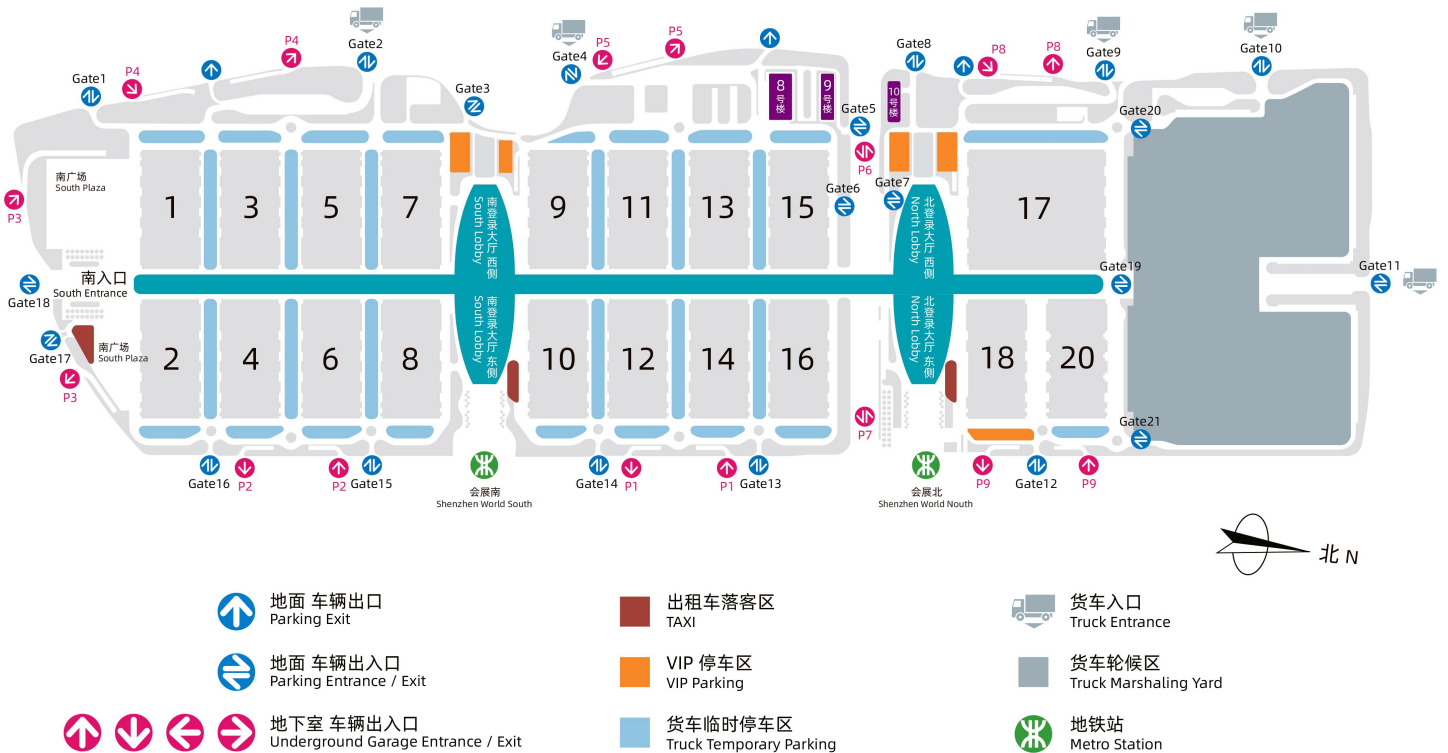 Gate2
Gate4
P5
P5
Gate8
P8
P8
Gate9
Gate10
P4
P4
Gate1
Gate3
8号楼
9号楼
10号楼
Gate5
Gate20
P6
南广场
South Plaza
P3
1
3
5
7
南登录大厅 西侧
South Lobby
9
11
13
15
Gate6
Gate7
北登录大厅 西侧
North Lobby
17
南入口
South Entrance
Gate18
Gate19
Gate11
Gate17
南广场
South Plaza
P3
2
4
6
8
南登录大厅 东侧
South Lobby
10
12
14
16
北登录大厅 东侧
North Lobby
18
20
P7
Gate21
Gate16
P2
P2
Gate15
会展南
Shenzhen World South
Gate14
P1
P1
Gate13
会展北
Shenzhen World Nouth
P9
Gate12
P9
北 N
地面 车辆出口
Parking Exit
地面 车辆出入口
Parking Entrance / Exit
地下室 车辆出入口
Underground Garage Entrance / Exit
出租车落客区
TAXI
VIP 停车区
VIP Parking
货车临时停车区
Truck Temporary Parking
货车入口
Truck Entrance
货车轮候区
Truck Marshaling Yard
地铁站
Metro Station